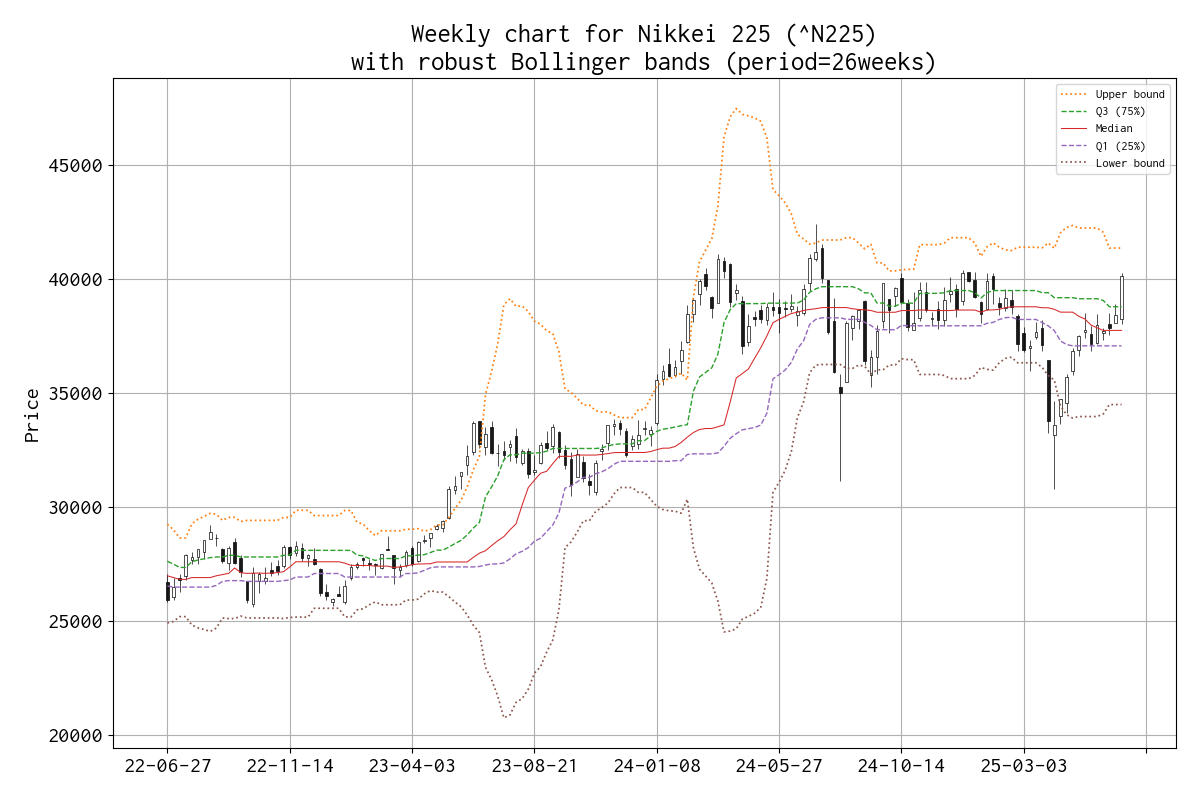 Weekly chart for Nikkei 225 (^N225)
with robust Bollinger bands (period=26weeks)
Upper bound
Q3 (75%)
Median
Q1 (25%)
Lower bound
Price
45000
40000
35000
30000
25000
20000
22-06-27
22-11-14
23-04-03
23-08-21
24-01-08
24-05-27
24-10-14
25-03-03